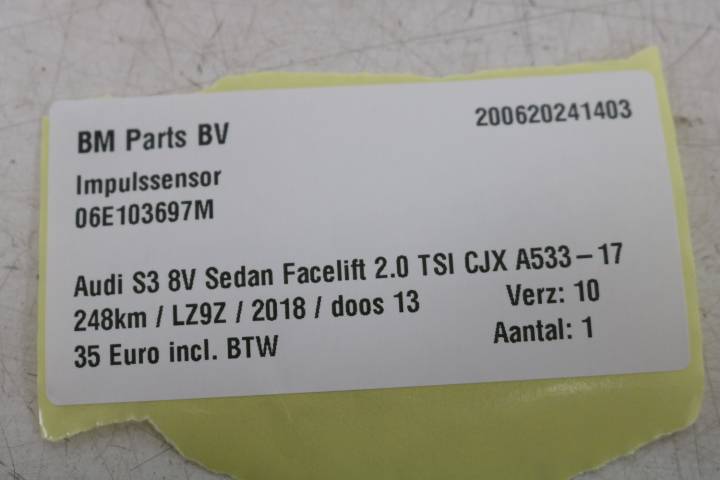 BM Parts BV 200620241403
Impulssensor
06E103697M
Audi S3 8V Sedan Facelift 2.0 TSI CJX A533-17
248km / LZ9Z / 2018 / doos 13 Verz: 10
35 Euro incl. BTW Aantal: 1